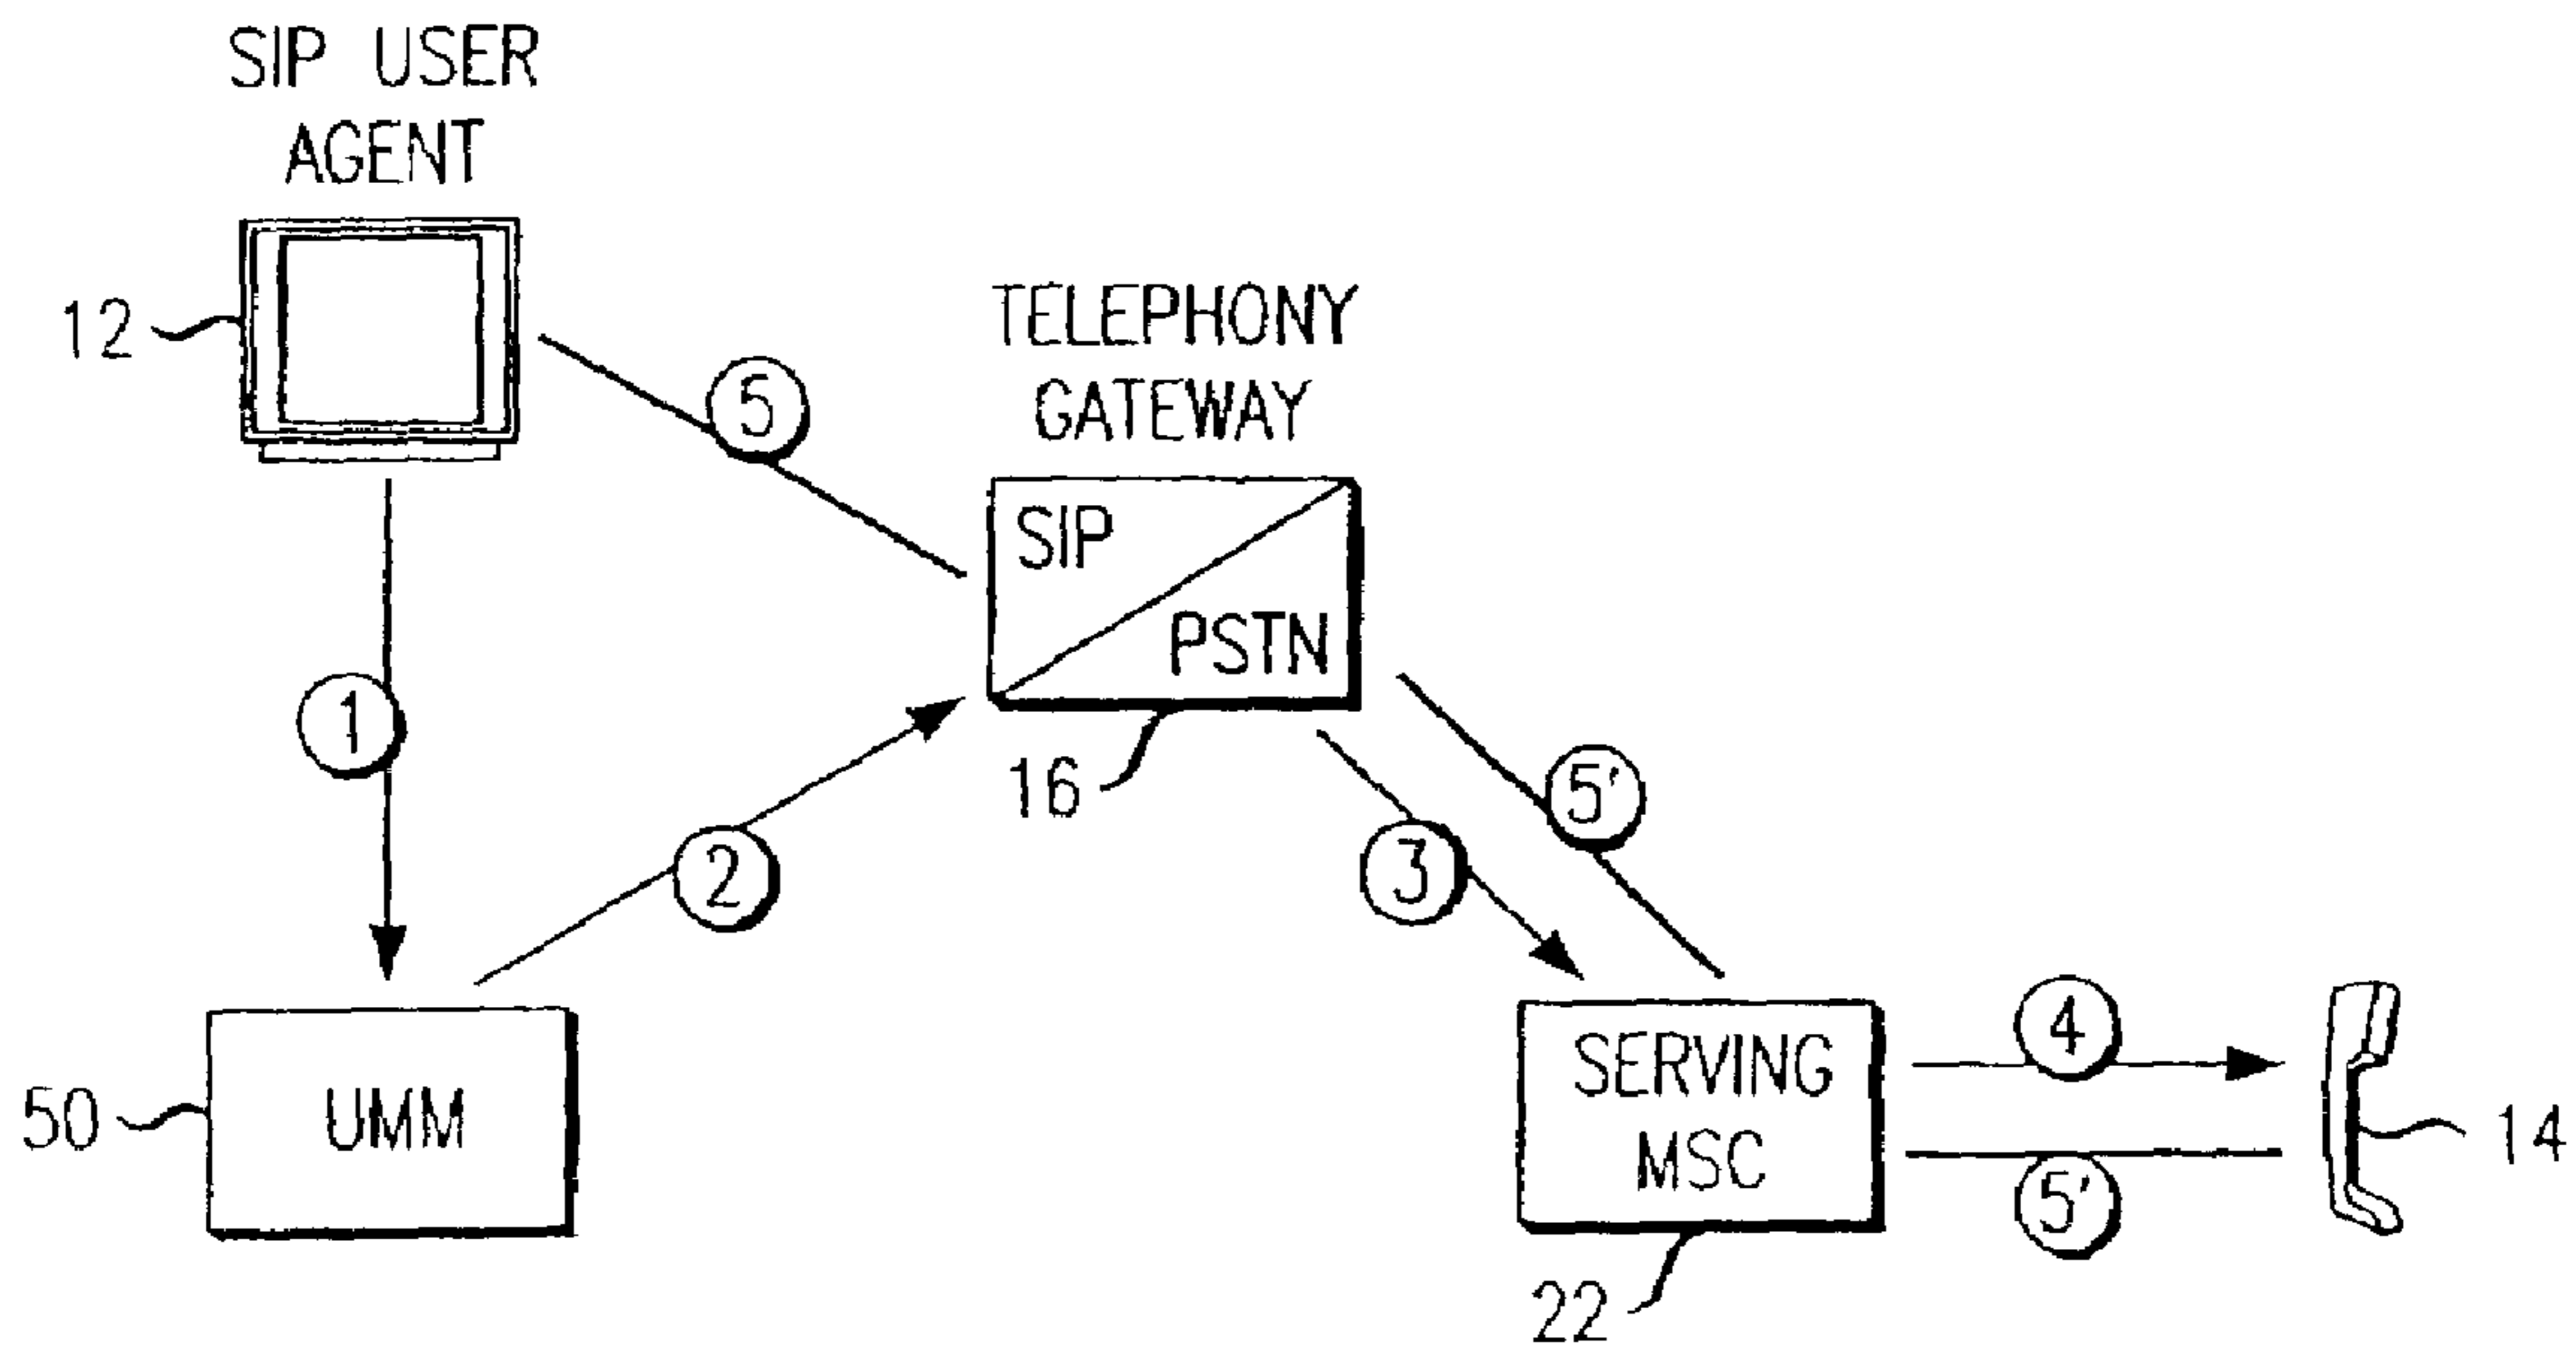 SIP USER
AGENT
12
5
TELEPHONY
GATEWAY
SIP
PSTN
1
16
5'
2
3
50
UMM
SERVING
MSC
4
5'
14
22